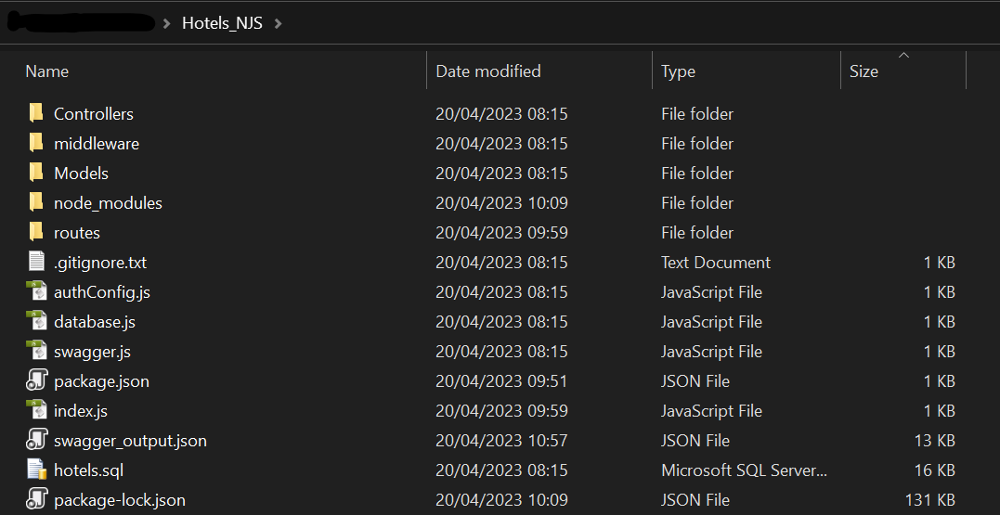 Hotels_NJS
Name Date modified Type Size
Controllers 20/04/2023 08:15 File folder
middleware 20/04/2023 08:15 File folder
Models 20/04/2023 08:15 File folder
node_modules 20/04/2023 10:09 File folder
routes 20/04/2023 09:59 File folder
.gitignore.txt 20/04/2023 08:15 Text Document 1 KB
authConfig.js 20/04/2023 08:15 JavaScript File 1 KB
database.js 20/04/2023 08:15 JavaScript File 1 KB
swagger.js 20/04/2023 08:15 JavaScript File 1 KB
package.json 20/04/2023 09:51 JSON File 1 KB
index.js 20/04/2023 09:59 JavaScript File 1 KB
swagger_output.json 20/04/2023 10:57 JSON File 13 KB
hotels.sql 20/04/2023 08:15 Microsoft SQL Server... 16 KB
package-lock.json 20/04/2023 10:09 JSON File 131 KB